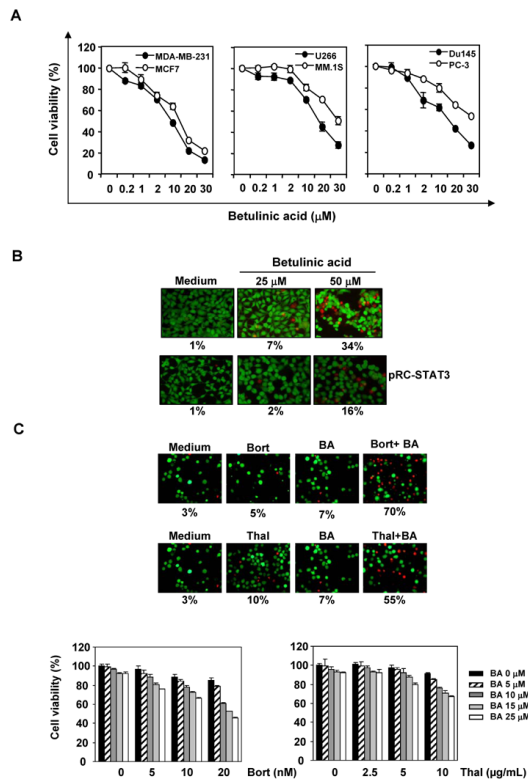 A
MDA-MB-231
MCF7
U266
MM.1S
Du145
PC-3
Cell viability (%)
120
100
80
60
40
20
0
0 0.2 1 2 10 20 30
0 0.2 1 2 10 20 30
0 0.2 1 2 10 20 30
Betulinic acid (μM)
B
Betulinic acid
Medium 25 μM 50 μM
1% 7% 34%
pRC-STAT3
1% 2% 16%
C
Medium Bort BA Bort+ BA
3% 5% 7% 70%
Medium Thal BA Thal+BA
3% 10% 7% 55%
Cell viability (%)
120
100
80
60
40
20
0
0 5 10 20
Bort (nM)
120
100
80
60
40
20
0
0 2.5 5 10
Thal (μg/mL)
BA 0 μM
BA 5 μM
BA 10 μM
BA 15 μM
BA 25 μM